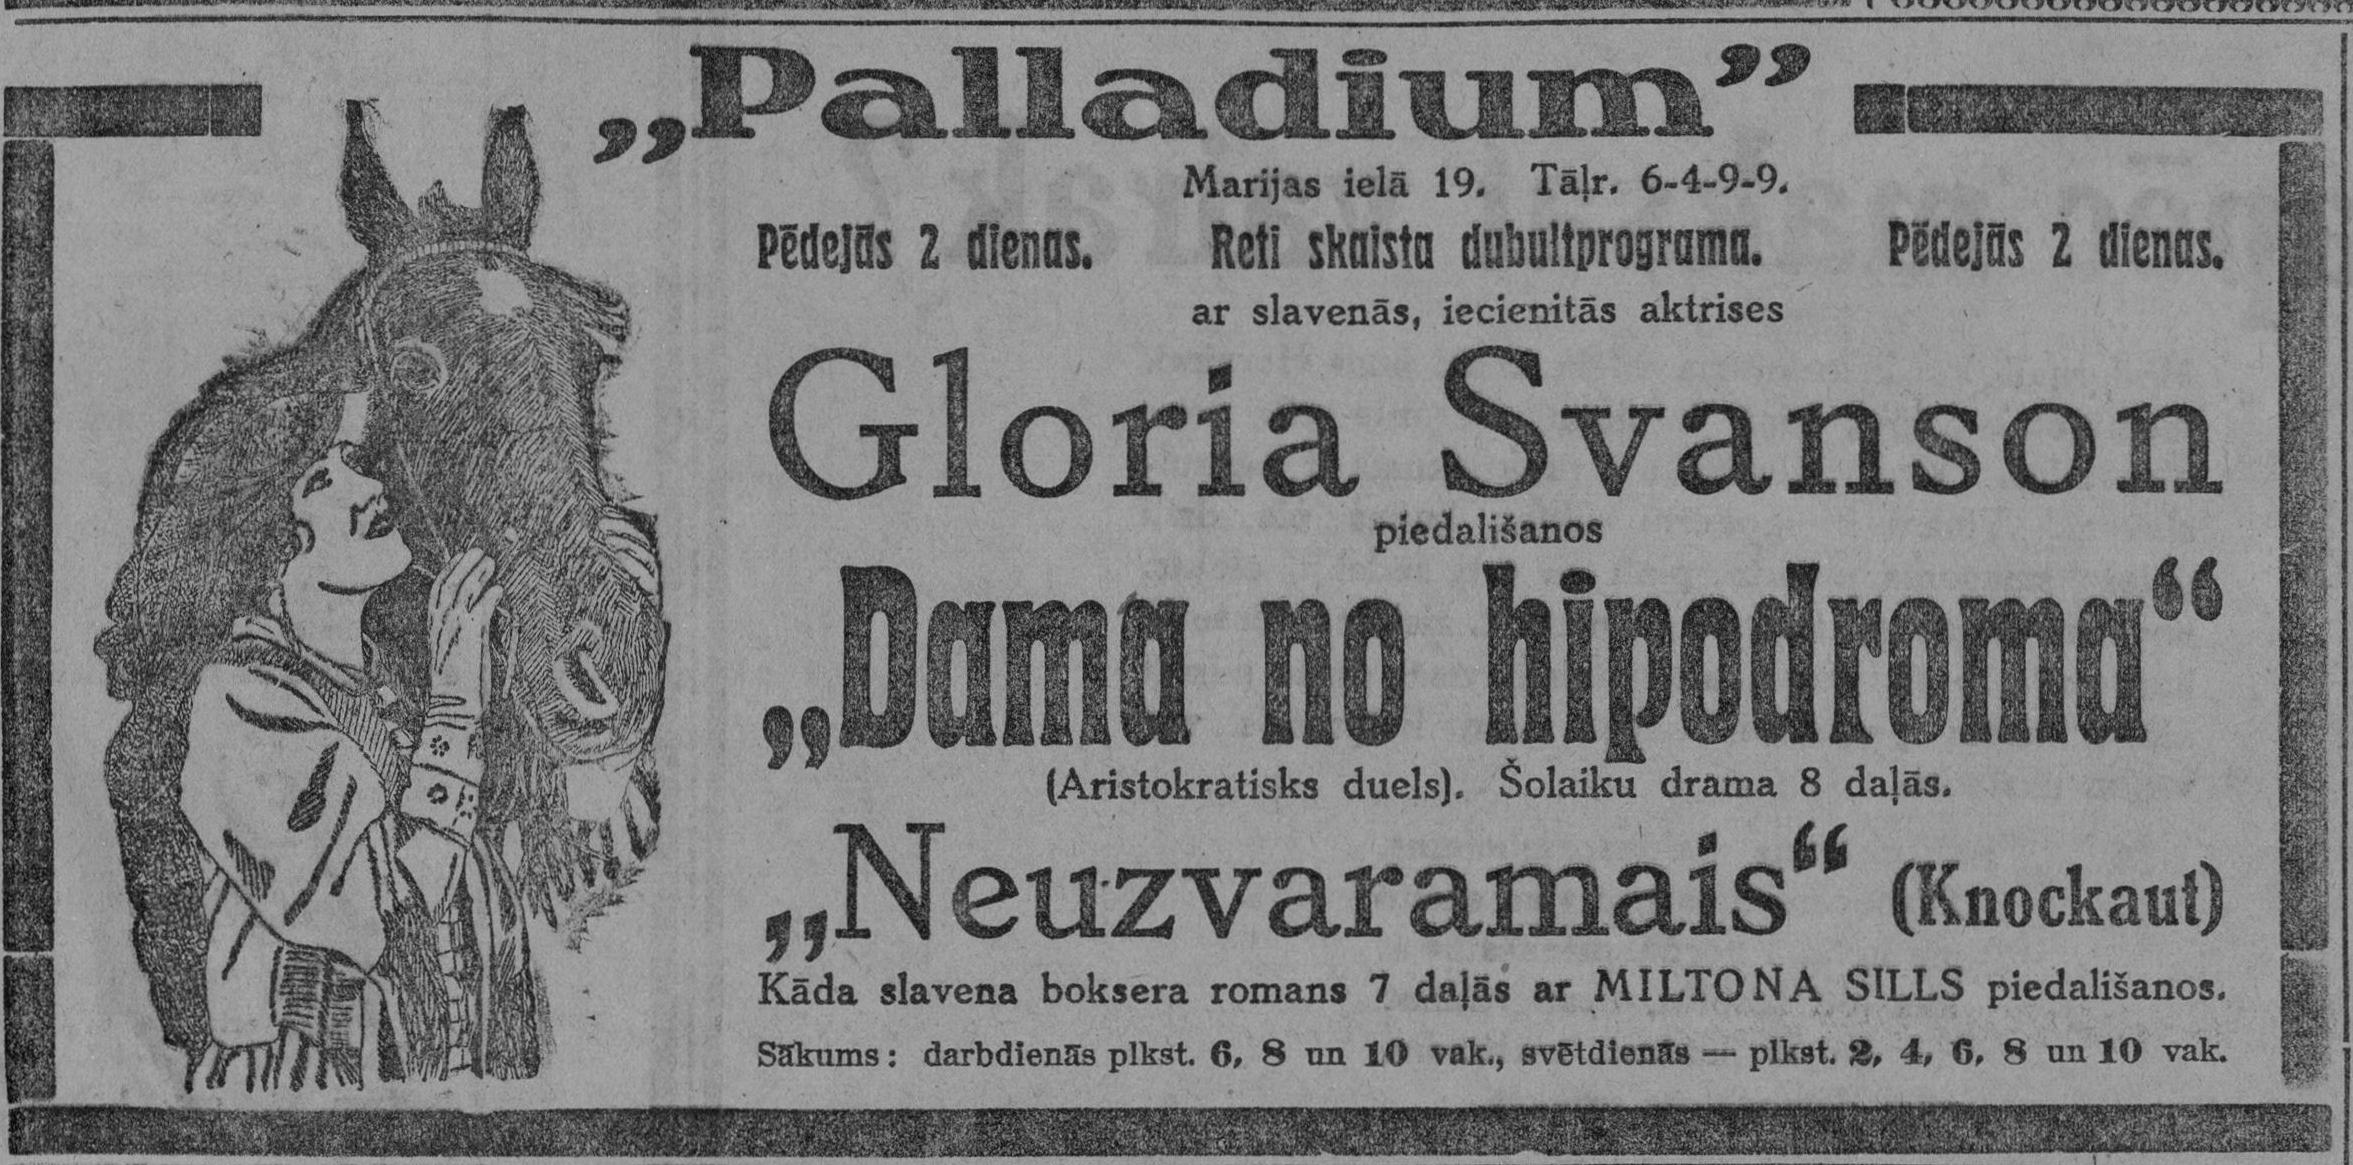 „Palladium”
Marijas ielā 19. Tāļr. 6-4-9-9.
Pēdejās 2 dienas. Reti skaista dubultprograma. Pēdejās 2 dienas.
ar slavenās, iecienitās aktrises
Gloria Svanson
piedališanos
„Dama no hipodroma“
(Aristokratisks duels). Šolaiku drama 8 daļās.
„Neuzvaramais“ (Knockaut)
Kāda slavena boksera romans 7 daļās ar MILTONA SILLS piedališanos.
Sākums: darbdienās plkst. 6, 8 un 10 vak., svētdienās — plkst. 2, 4, 6, 8 un 10 vak.